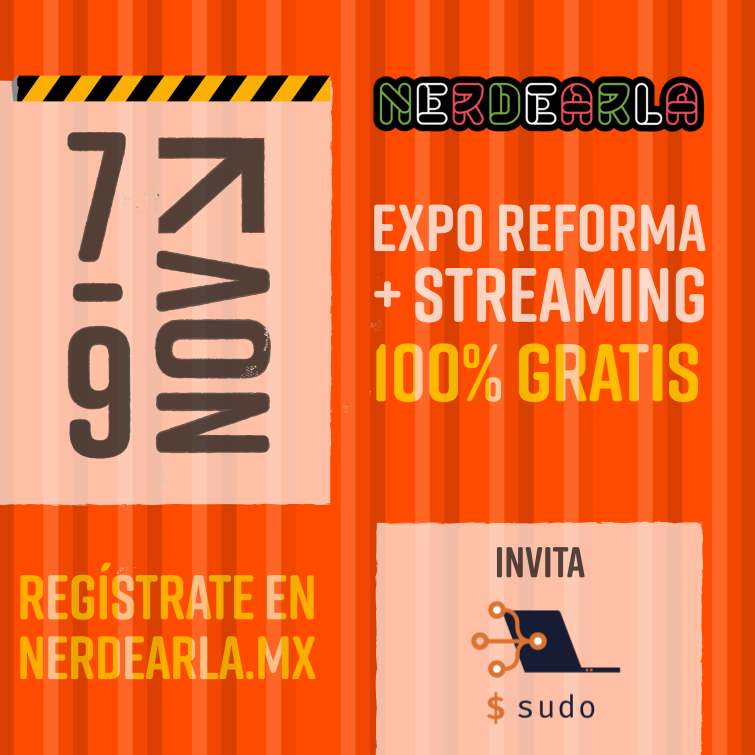 7-9
NOV
NERDEARLA
EXPO REFORMA
+ STREAMING
100% GRATIS
REGÍSTRATE EN
NERDEARLA.MX
INVITA
$ sudo